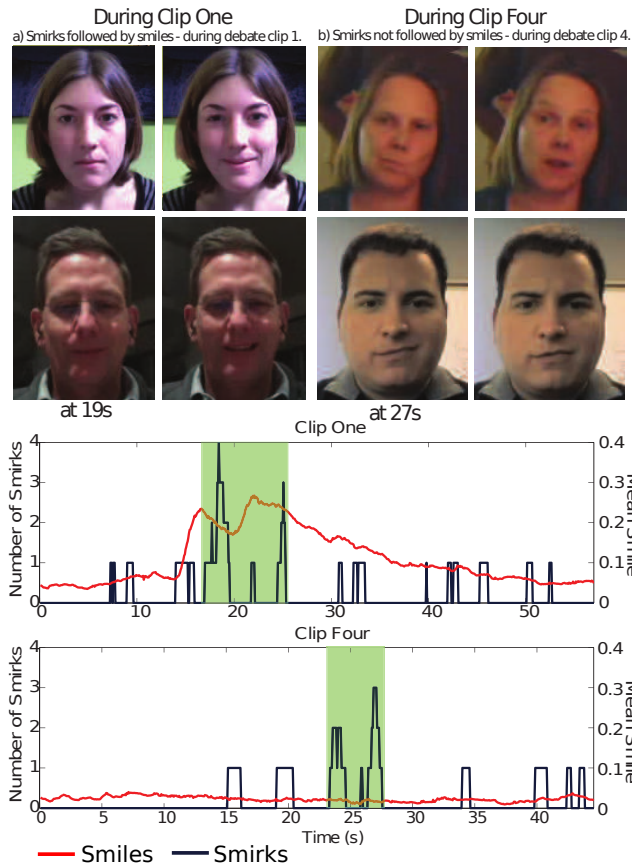 During Clip One
a) Smirks followed by smiles - during debate clip 1.
During Clip Four
b) Smirks not followed by smiles - during debate clip 4.
at 19s
at 27s
Clip One
Number of Smirks
4
3
2
1
0
0.4
0.3
0.2
0.1
0
Mean Smile
0 10 20 30 40 50
Clip Four
Number of Smirks
4
3
2
1
0
0.4
0.3
0.2
0.1
0
Mean Smile
0 5 10 15 20 25 30 35 40
Time (s)
Smiles Smirks